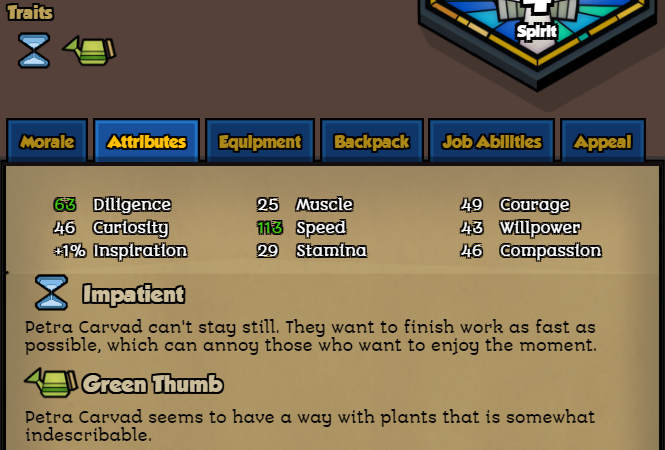 Traits
Spirit
Morale Attributes Equipment Backpack Job Abilities Appeal
63 Diligence 25 Muscle 49 Courage
46 Curiosity 113 Speed 43 Willpower
+1% Inspiration 29 Stamina 46 Compassion
Impatient
Petra Carvad can't stay still. They want to finish work as fast as
possible, which can annoy those who want to enjoy the moment.
Green Thumb
Petra Carvad seems to have a way with plants that is somewhat
indescribable.